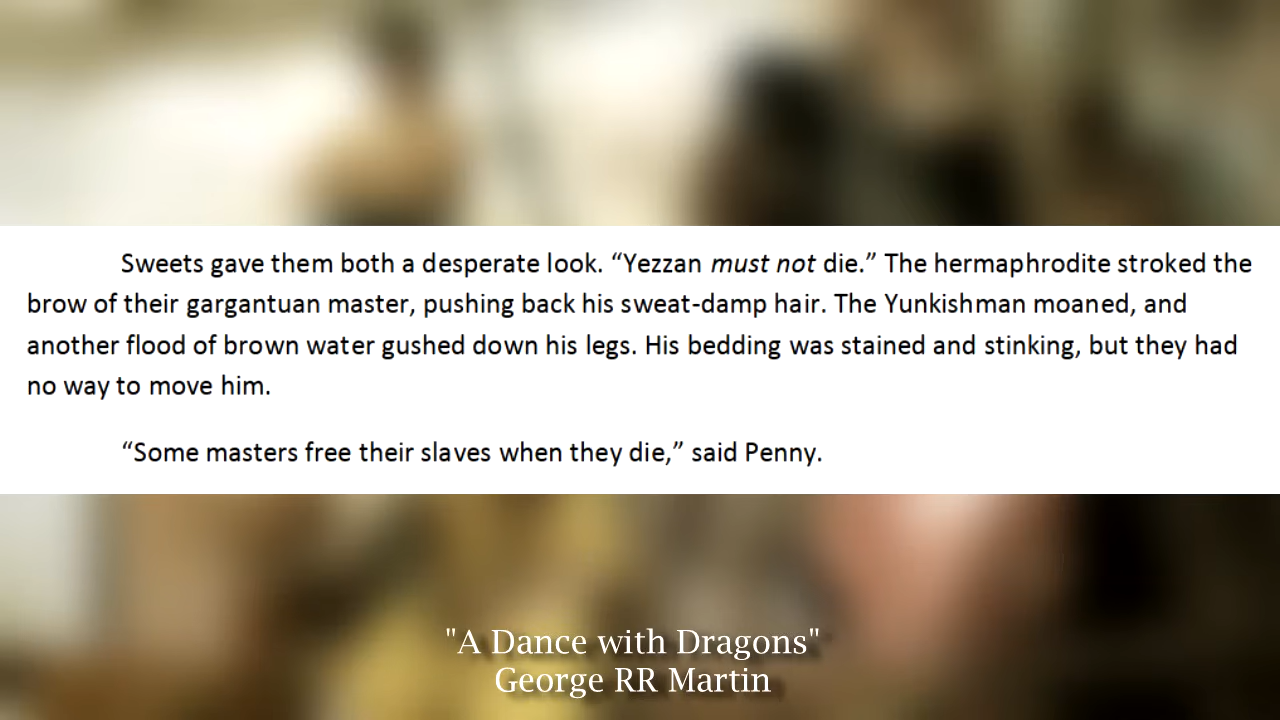 Sweets gave them both a desperate look. “Yezzan must not die.” The hermaphrodite stroked the
brow of their gargantuan master, pushing back his sweat-damp hair. The Yunkishman moaned, and
another flood of brown water gushed down his legs. His bedding was stained and stinking, but they had
no way to move him.
“Some masters free their slaves when they die,” said Penny.
"A Dance with Dragons"
George RR Martin